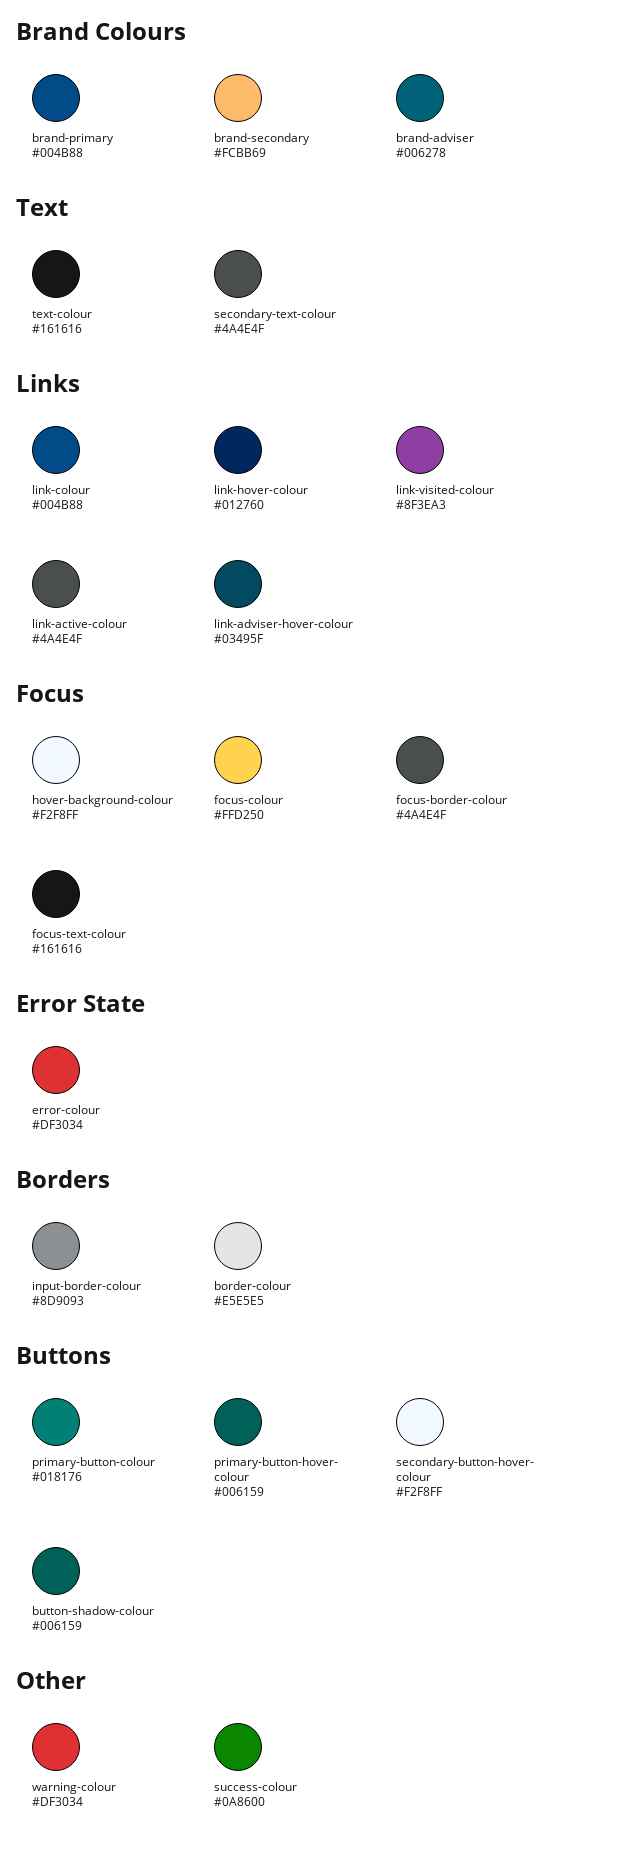 Brand Colours
brand-primary
#004B88
brand-secondary
#FCBB69
brand-adviser
#006278
Text
text-colour
#161616
secondary-text-colour
#4A4E4F
Links
link-colour
#004B88
link-hover-colour
#012760
link-visited-colour
#8F3EA3
link-active-colour
#4A4E4F
link-adviser-hover-colour
#03495F
Focus
hover-background-colour
#F2F8FF
focus-colour
#FFD250
focus-border-colour
#4A4E4F
focus-text-colour
#161616
Error State
error-colour
#DF3034
Borders
input-border-colour
#8D9093
border-colour
#E5E5E5
Buttons
primary-button-colour
#018176
primary-button-hover-
colour
#006159
secondary-button-hover-
colour
#F2F8FF
button-shadow-colour
#006159
Other
warning-colour
#DF3034
success-colour
#0A8600